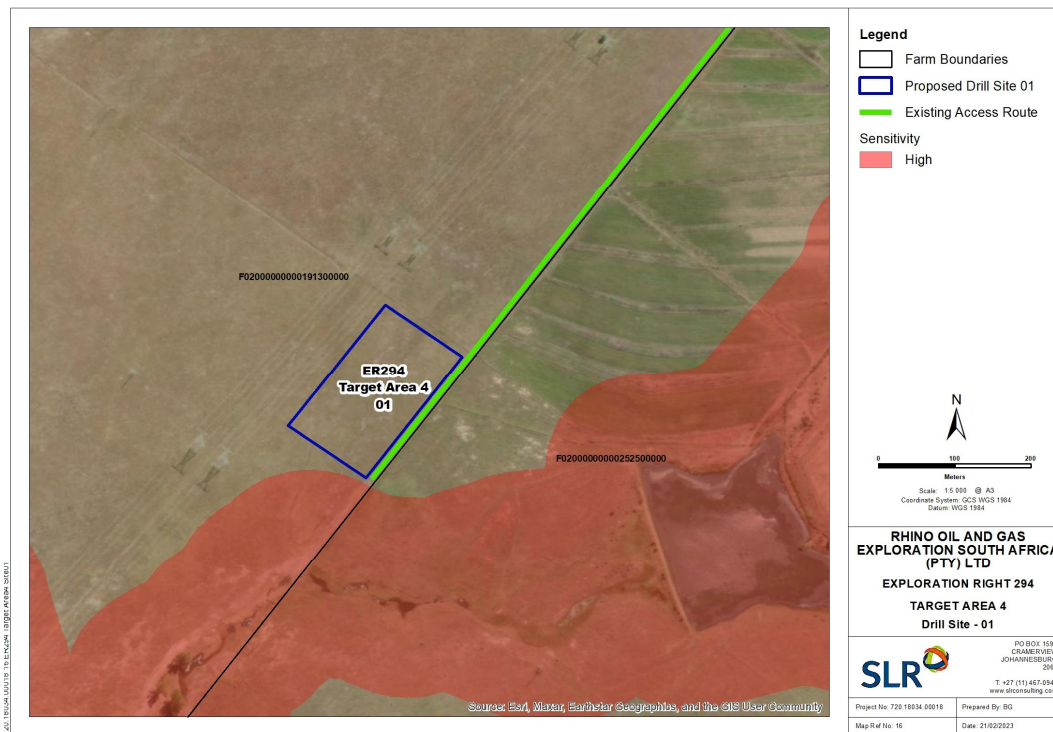 F02000000000191300000
ER294
Target Area 4
01
F02000000000252500000
Source: Esri, Maxar, Earthstar Geographics, and the GIS User Community
Legend
Farm Boundaries
Proposed Drill Site 01
Existing Access Route
Sensitivity
High
N
0 100 200
Meters
Scale: 1:5 000 @ A3
Coordinate System: GCS WGS 1984
Datum: WGS 1984
RHINO OIL AND GAS
EXPLORATION SOUTH AFRICA
(PTY) LTD
EXPLORATION RIGHT 294
TARGET AREA 4
Drill Site - 01
SLR
PO BOX 159
CRAMERVIEW
JOHANNESBURG
206
T: +27 (11) 467-094
www.slrconsulting.co
Project No: 720.18034.00018
Prepared By: BG
Map Ref No: 16
Date: 21/02/2023